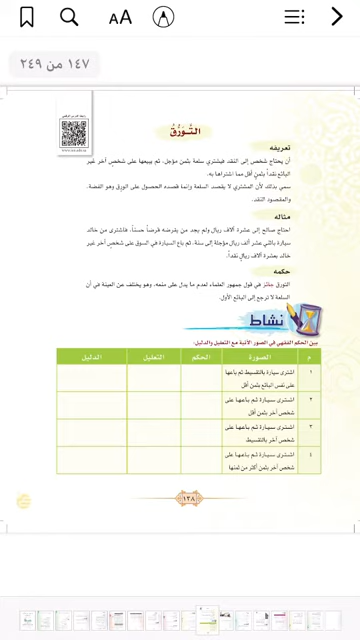 AA
١٤٧ من ٢٤٩
التَّوَرُّقُ
تعريفه
أن يحتاج شخص إلى النقد فيشتري سلعة بثمن مؤجل، ثم يبيعها على شخص آخر غير
البائع نقداً بثمن أقل مما اشتراها به.
سمي بذلك لأن المشتري لا يقصد السلعة وإنما قصده الحصول على الورق وهو الفضة،
والمقصود النقد.
مثاله
احتاج صالح إلى عشرة آلاف ريال ولم يجد من يقرضه قرضاً حسناً، فاشترى من خالد
سيارة باثني عشر ألف ريال مؤجلة إلى سنة، ثم باع السيارة في السوق على شخص آخر غير
خالد بعشرة آلاف ريال نقداً.
حكمه
التورق جائز في قول جمهور العلماء لعدم ما يدل على منعه، وهو يختلف عن العينة في أن
السلعة لا ترجع إلى البائع الأول.
نشاط
بين الحكم الفقهي في الصور الآتية مع التعليل والدليل:
م الصورة الحكم التعليل الدليل
١ اشترى سيارة بالتقسيط ثم باعها
على نفس البائع بثمن أقل
٢ اشترى سيارة ثم باعها على
شخص آخر بثمن أقل
٣ اشترى سيارة ثم باعها على
شخص آخر بالتقسيط.
٤ اشترى سيارة ثم باعها على
شخص آخر بثمن أكثر من ثمنها
١٣٨